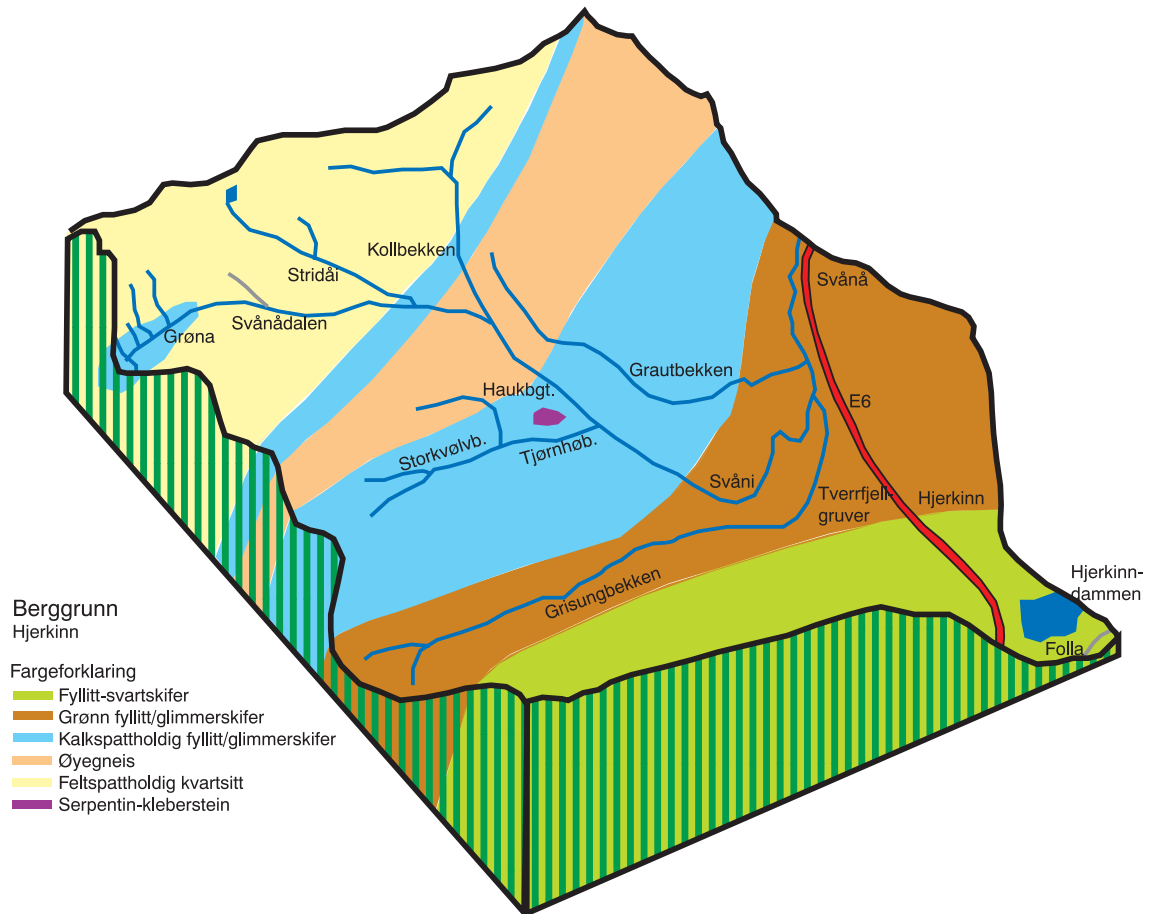 Kollbekken
Stridåi
Svånå
Svånådalen
Grøna
Grautbekken
Haukbgt.
E6
Storkvølvb.
Tjørnhøb.
Svåni
Tverrfjell-
gruver
Hjerkinn
Grisungbekken
Hjerkinn-
dammen
Folla
Berggrunn
Hjerkinn
Fargeforklaring
Fyllitt-svartskifer
Grønn fyllitt/glimmerskifer
Kalkspattholdig fyllitt/glimmerskifer
Øyegneis
Feltspattholdig kvartsitt
Serpentin-kleberstein